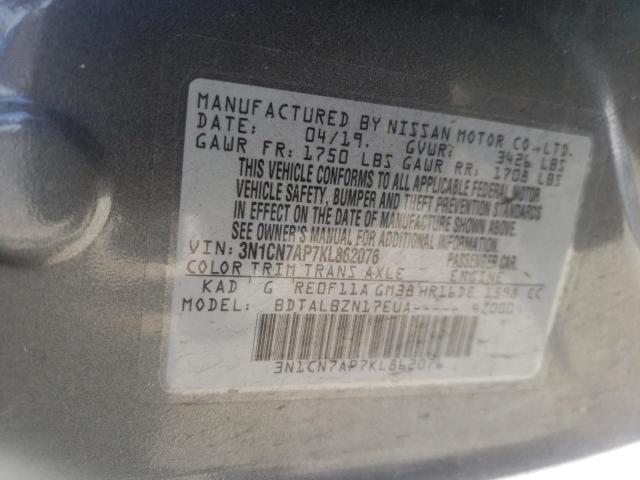 MANUFACTURED BY NISSAN MOTOR CO.,LTD.
DATE: 04/19. GVWR: 3426 LBS
GAWR FR: 1750 LBS GAWR RR: 1708 LBS
THIS VEHICLE CONFORMS TO ALL APPLICABLE FEDERAL MOTOR
VEHICLE SAFETY, BUMPER AND THEFT PREVENTION STANDARDS
IN EFFECT ON THE DATE OF MANUFACTURE SHOWN ABOVE.
SEE OWNER'S MANUAL FOR ADDITIONAL INFORMATION.
VIN: 3N1CN7AP7KL862076 PASSENGER CAR.
COLOR TRIM TRANS AXLE ENGINE
KAD G RE0F11A GM38 HR16DE 1598 CC
MODEL: BDTALBZN17EUA-----
3N1CN7AP7KL862076